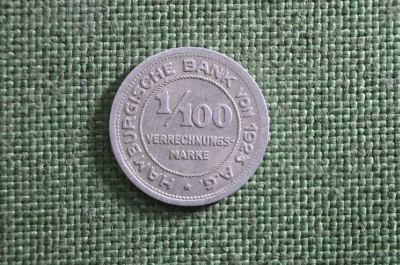 HAMBURGISCHE BANK VON 1923 A.G. *
1/100
VERRECHNUNGS-
MARKE